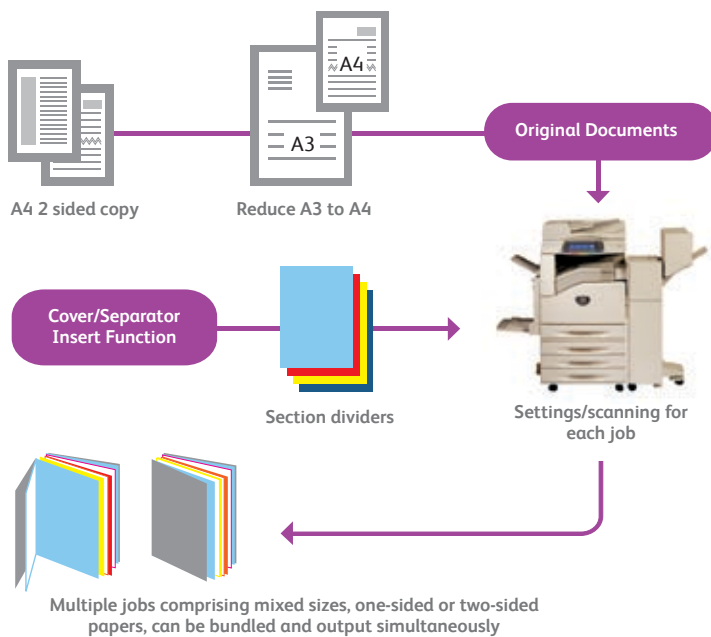 A4
A3
Original Documents
A4 2 sided copy
Reduce A3 to A4
Cover/Separator
Insert Function
Section dividers
Settings/scanning for
each job
Multiple jobs comprising mixed sizes, one-sided or two-sided
papers, can be bundled and output simultaneously